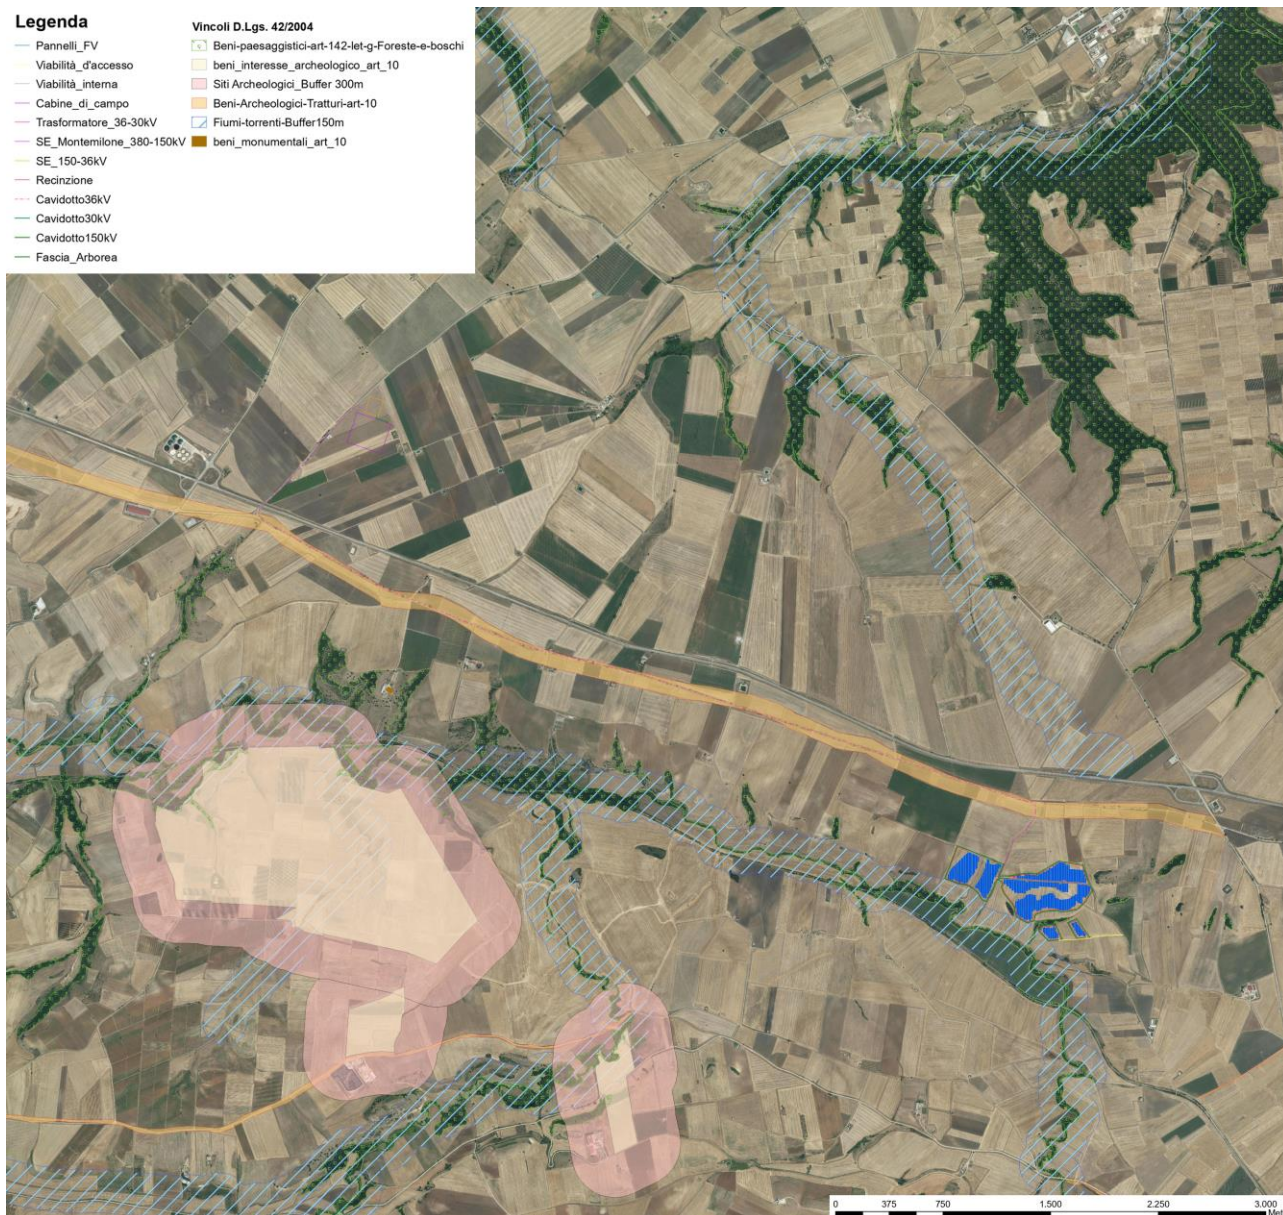 Legenda
Pannelli_FV
Viabilità_d'accesso
Viabilità_interna
Cabine_di_campo
Trasformatore_36-30kV
SE_Montemilone_380-150kV
SE_150-36kV
Recinzione
Cavidotto36kV
Cavidotto30kV
Cavidotto150kV
Fascia_Arborea
Vincoli D.Lgs. 42/2004
Beni-paesaggistici-art-142-let-g-Foreste-e-boschi
beni_interesse_archeologico_art_10
Siti Archeologici_Buffer 300m
Beni-Archeologici-Tratturi-art-10
Fiumi-torrenti-Buffer150m
beni_monumentali_art_10
0 375 750 1.500 2.250 3.000